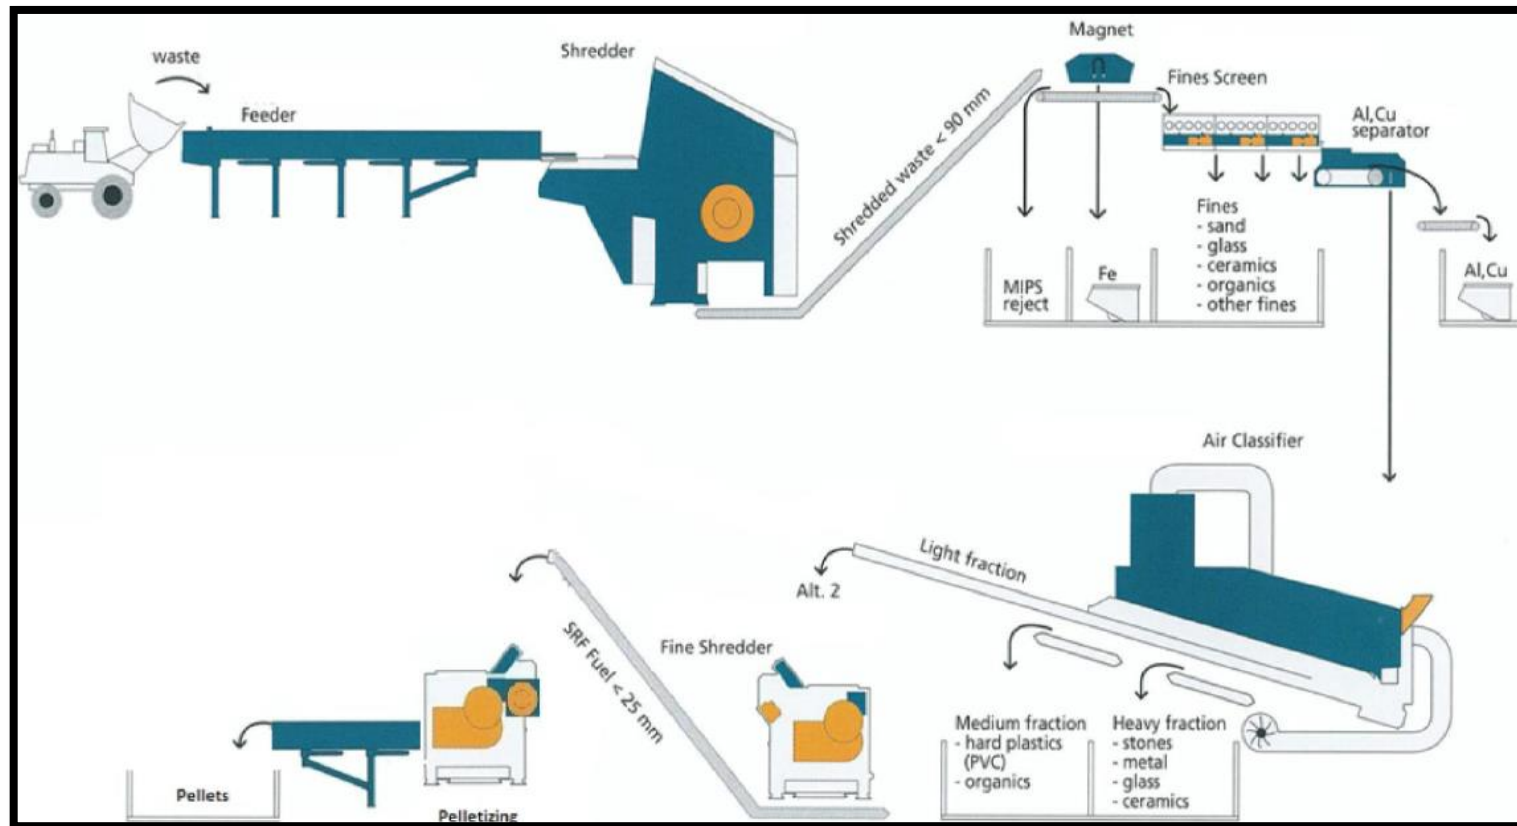 waste
Feeder
Shredder
Shredded waste < 90 mm
Magnet
Fines Screen
Al,Cu
separator
MIPS
reject
Fe
Fines
- sand
- glass
- ceramics
- organics
- other fines
Al,Cu
Air Classifier
Light fraction
Alt. 2
Medium fraction
- hard plastics
(PVC)
- organics
Heavy fraction
- stones
- metal
- glass
- ceramics
Fine Shredder
SRF Fuel < 25 mm
Pelletizing
Pellets